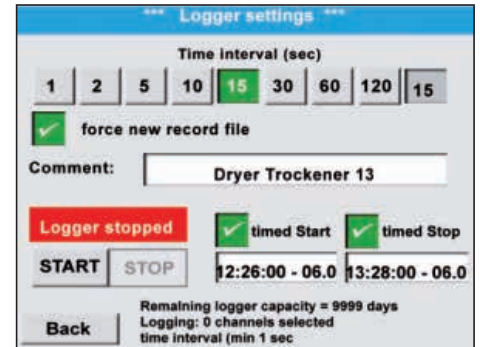 *** Logger settings ***
Time interval (sec)
1 2 5 10 15 30 60 120 15
force new record file
Comment: Dryer Trockener 13
Logger stopped timed Start timed Stop
START STOP 12:26:00 - 06.0 13:28:00 - 06.0
Remaining logger capacity = 9999 days
Back Logging: 0 channels selected
time interval (min 1 sec